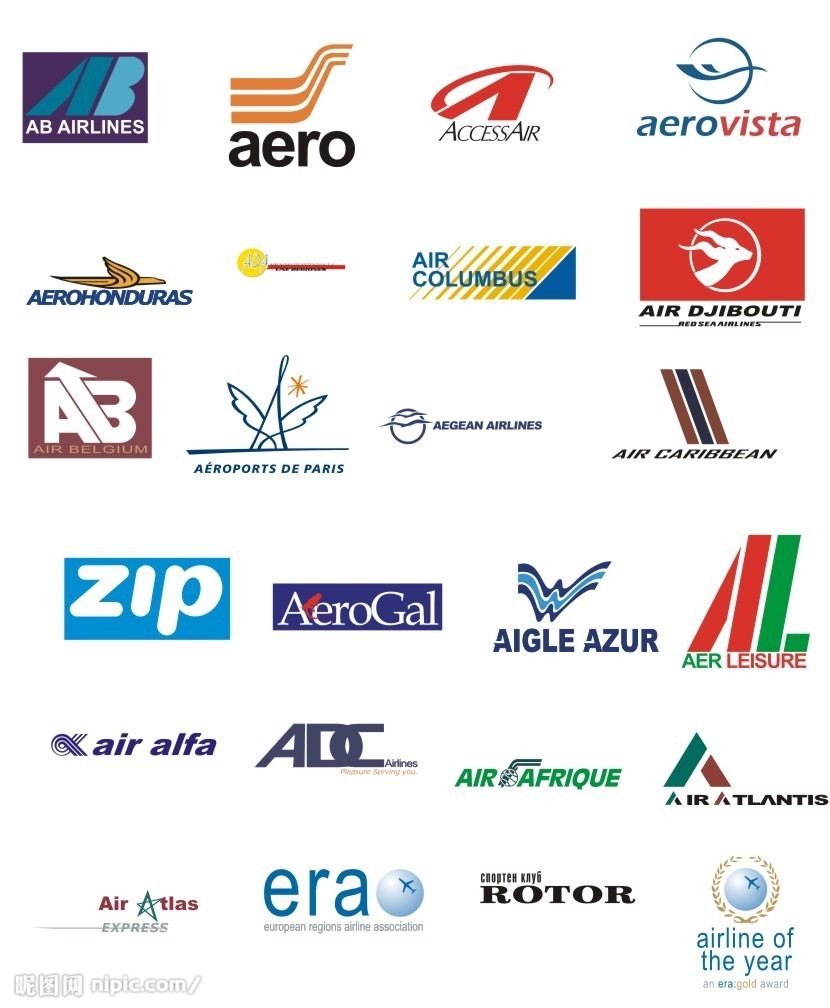 AB AIRLINES
aero
ACCESSAIR
aerovista
AEROHONDURAS
AIR
COLUMBUS
AIR DJIBOUTI
RED SEA AIRLINES
AB
AIR BELGIUM
AÉROPORTS DE PARIS
AEGEAN AIRLINES
AIR CARIBBEAN
zip
AeroGal
AIGLE AZUR
AL
AER LEISURE
air alfa
ADC Airlines
Pleasure Serving you.
AIR AFRIQUE
AIR ATLANTIS
Air Atlas
EXPRESS
era
european regions airline association
спортен клуб
ROTOR
airline of
the year
an era:gold award
昵图网 nipic.com/